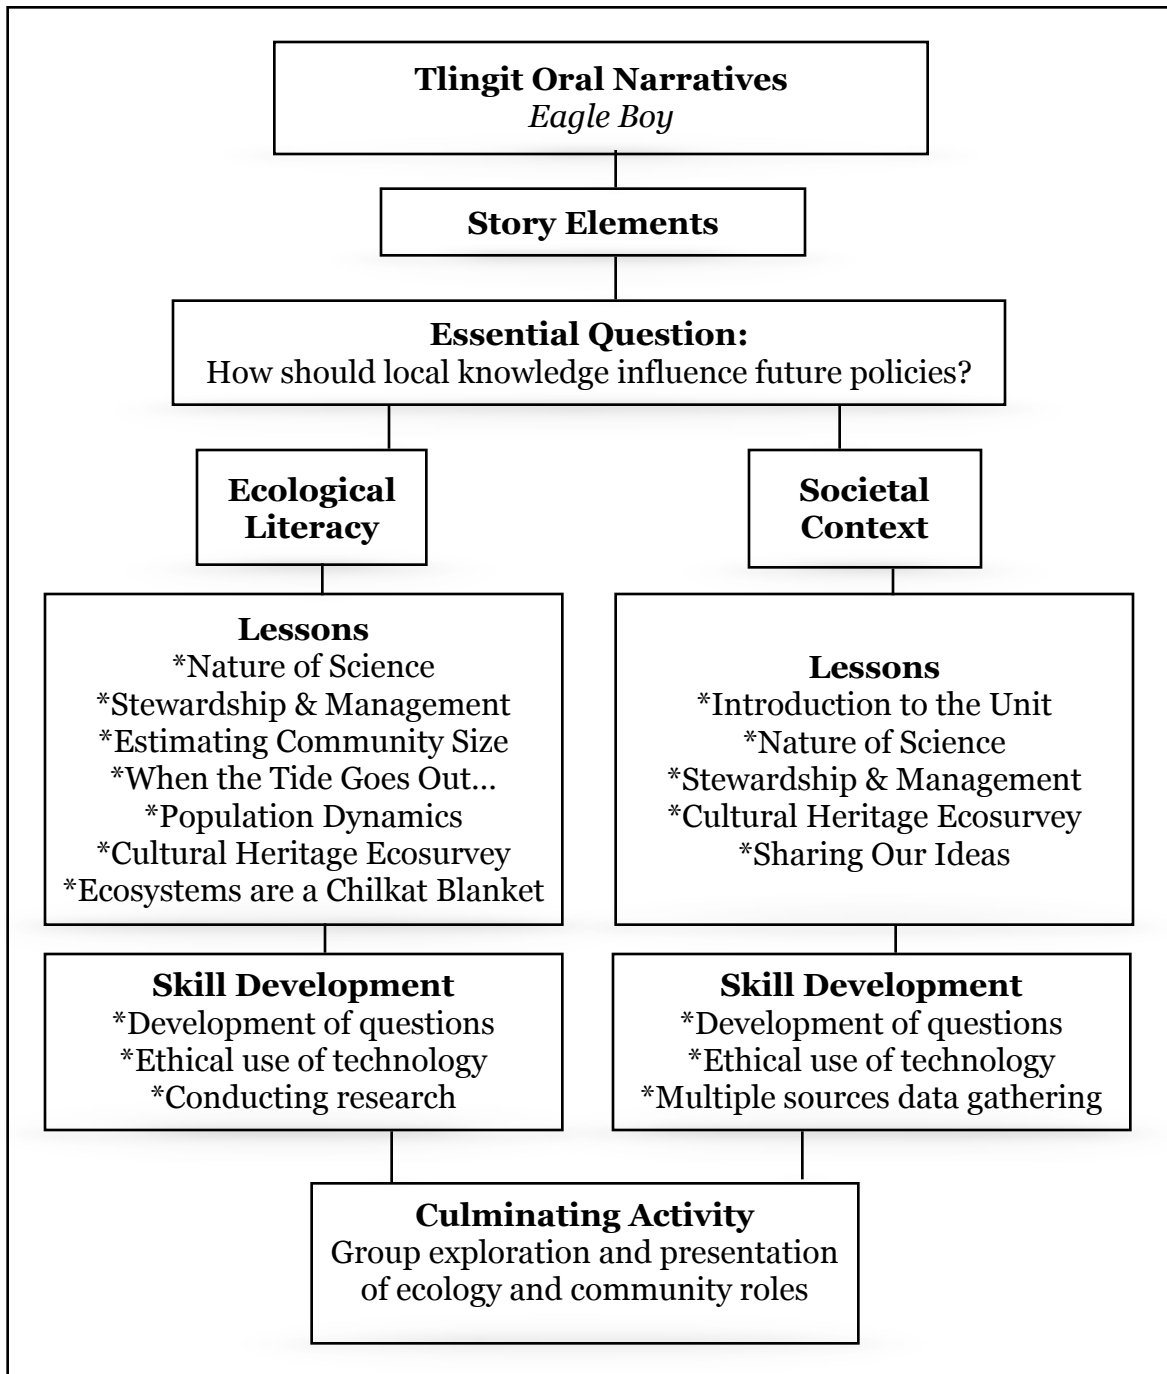 Tlingit Oral Narratives
Eagle Boy
Story Elements
Essential Question:
How should local knowledge influence future policies?
Ecological
Literacy
Societal
Context
Lessons
*Nature of Science
*Stewardship & Management
*Estimating Community Size
*When the Tide Goes Out...
*Population Dynamics
*Cultural Heritage Ecosurvey
*Ecosystems are a Chilkat Blanket
Lessons
*Introduction to the Unit
*Nature of Science
*Stewardship & Management
*Cultural Heritage Ecosurvey
*Sharing Our Ideas
Skill Development
*Development of questions
*Ethical use of technology
*Conducting research
Skill Development
*Development of questions
*Ethical use of technology
*Multiple sources data gathering
Culminating Activity
Group exploration and presentation
of ecology and community roles